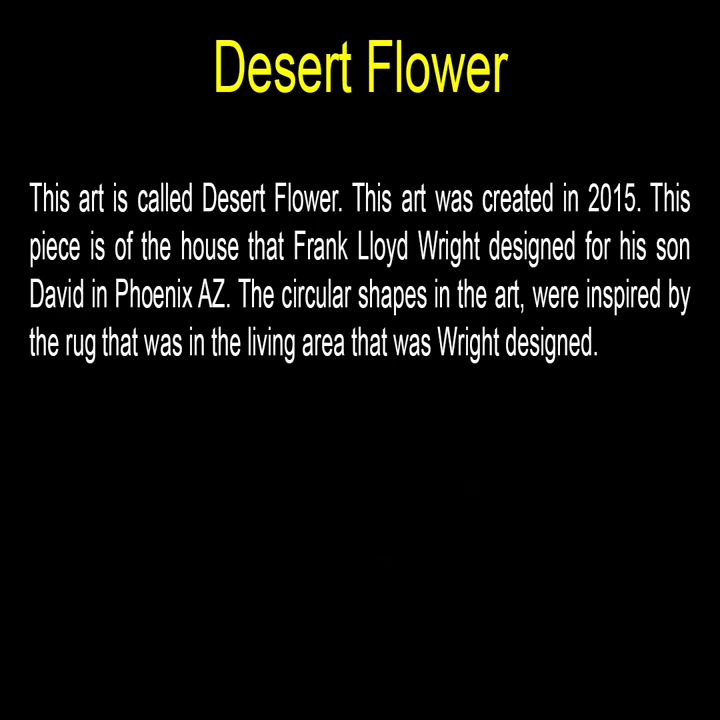 Desert Flower
This art is called Desert Flower. This art was created in 2015. This
piece is of the house that Frank Lloyd Wright designed for his son
David in Phoenix AZ. The circular shapes in the art, were inspired by
the rug that was in the living area that was Wright designed.